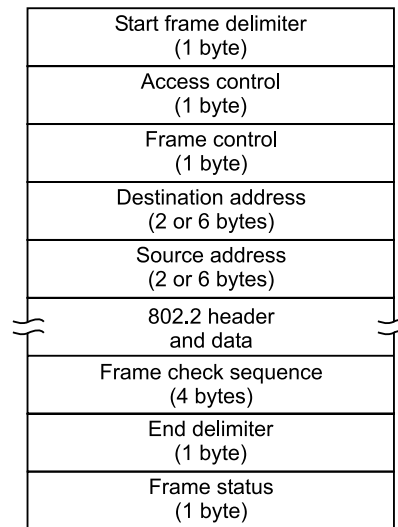 Start frame delimiter
(1 byte)
Access control
(1 byte)
Frame control
(1 byte)
Destination address
(2 or 6 bytes)
Source address
(2 or 6 bytes)
802.2 header
and data
Frame check sequence
(4 bytes)
End delimiter
(1 byte)
Frame status
(1 byte)